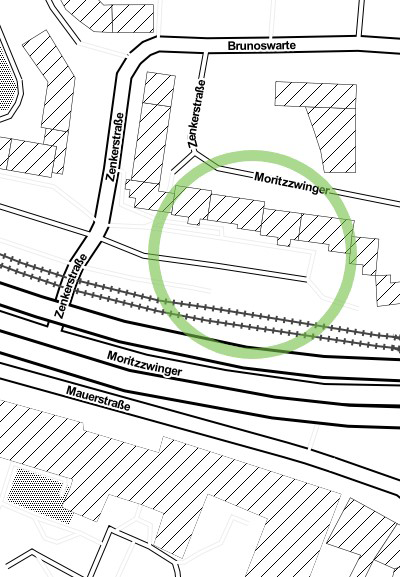 Brunoswarte
Zenkerstraße
Zenkerstraße
Moritzzwinger
Zenkerstraße
Moritzzwinger
Mauerstraße